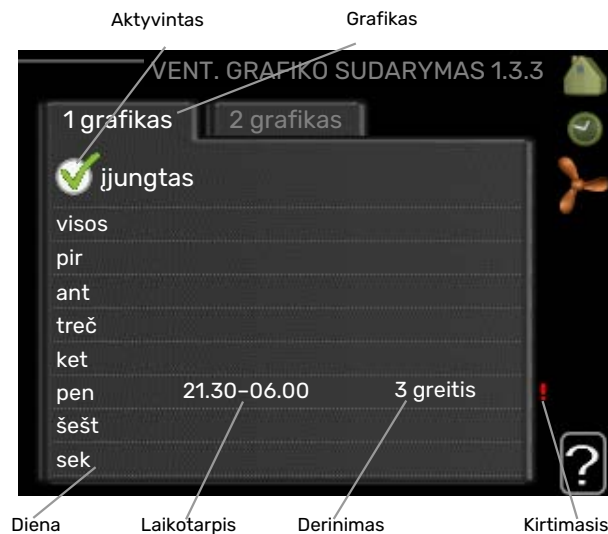 Aktyvintas Grafikas
VENT. GRAFIKO SUDARYMAS 1.3.3
1 grafikas 2 grafikas
įjungtas
visos
pir
ant
treč
ket
pen 21.30–06.00 3 greitis !
šešt
sek ?
Diena Laikotarpis Derinimas Kirtimasis